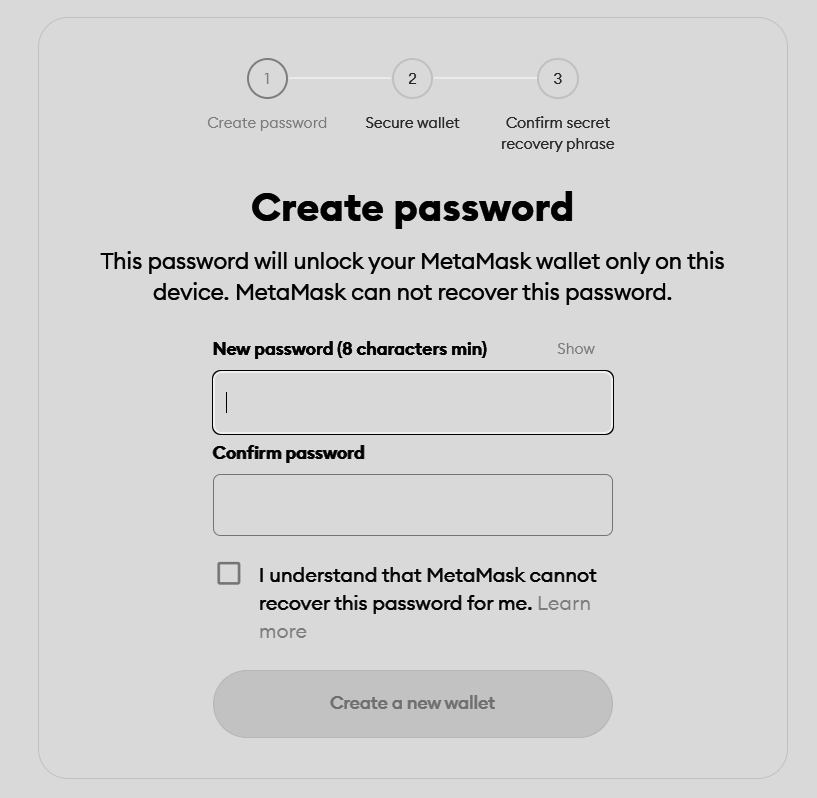 1
2
3
Create password
Secure wallet
Confirm secret
recovery phrase
Create password
This password will unlock your MetaMask wallet only on this
device. MetaMask can not recover this password.
New password (8 characters min)
Show
Confirm password
I understand that MetaMask cannot
recover this password for me. Learn
more
Create a new wallet